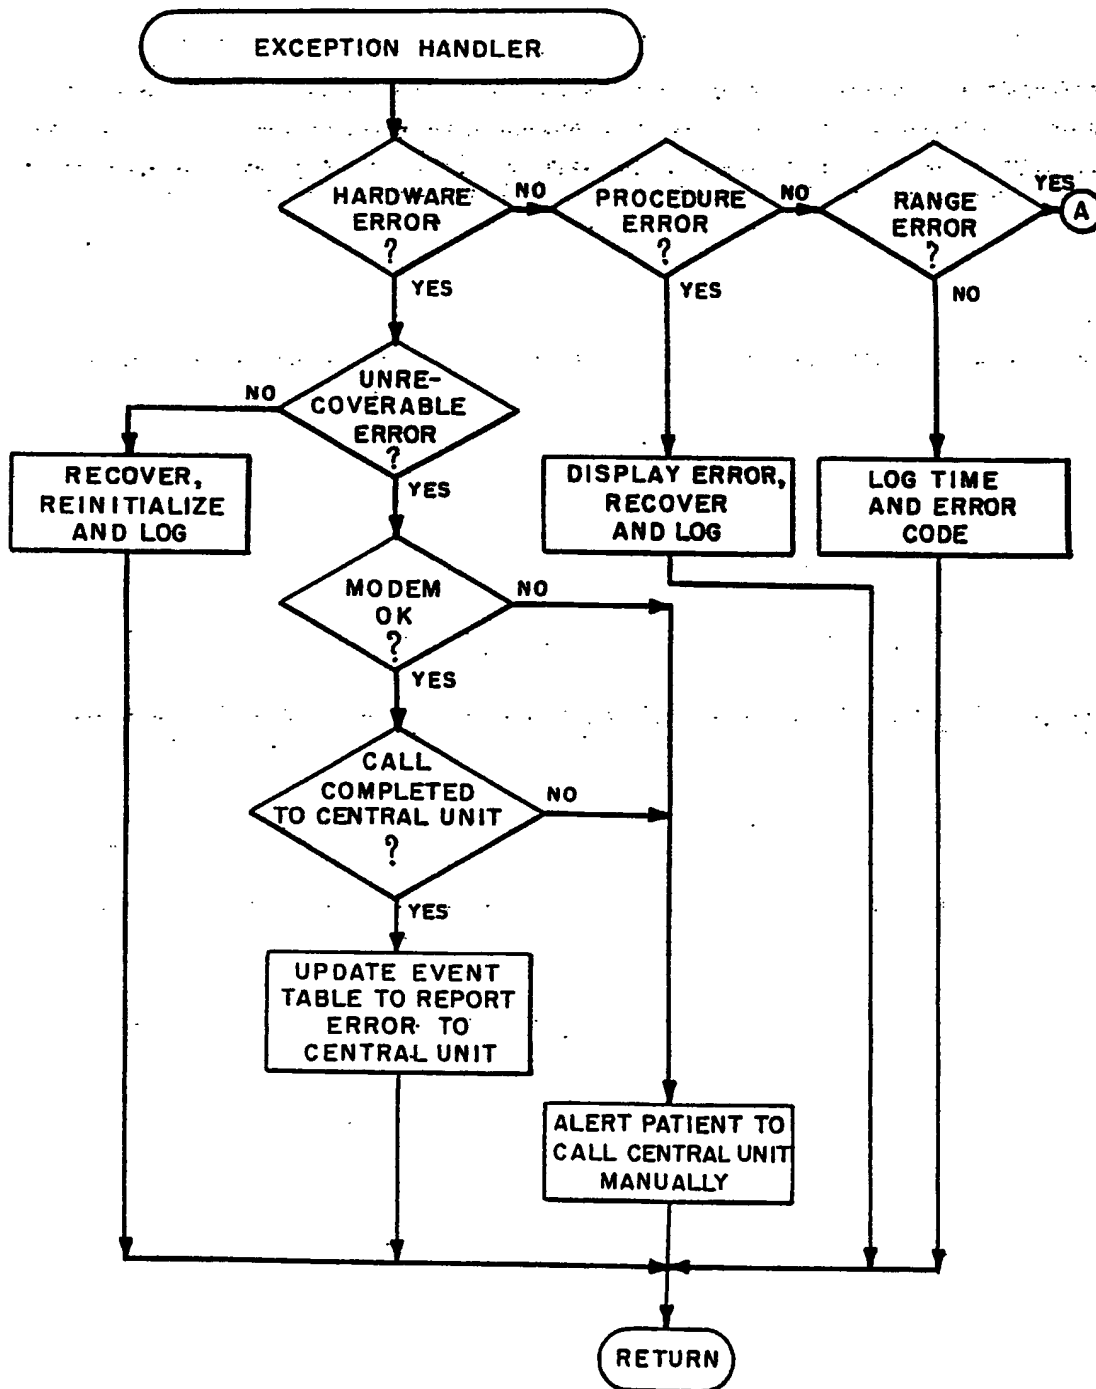 EXCEPTION HANDLER
HARDWARE
ERROR
?
NO
PROCEDURE
ERROR
?
NO
RANGE
ERROR
?
YES
A
YES
YES
NO
UNRE-
COVERABLE
ERROR
?
NO
YES
RECOVER,
REINITIALIZE
AND LOG
DISPLAY ERROR,
RECOVER
AND LOG
LOG TIME
AND ERROR
CODE
MODEM
OK
?
NO
YES
CALL
COMPLETED
TO CENTRAL UNIT
?
NO
YES
UPDATE EVENT
TABLE TO REPORT
ERROR TO
CENTRAL UNIT
ALERT PATIENT TO
CALL CENTRAL UNIT
MANUALLY
RETURN